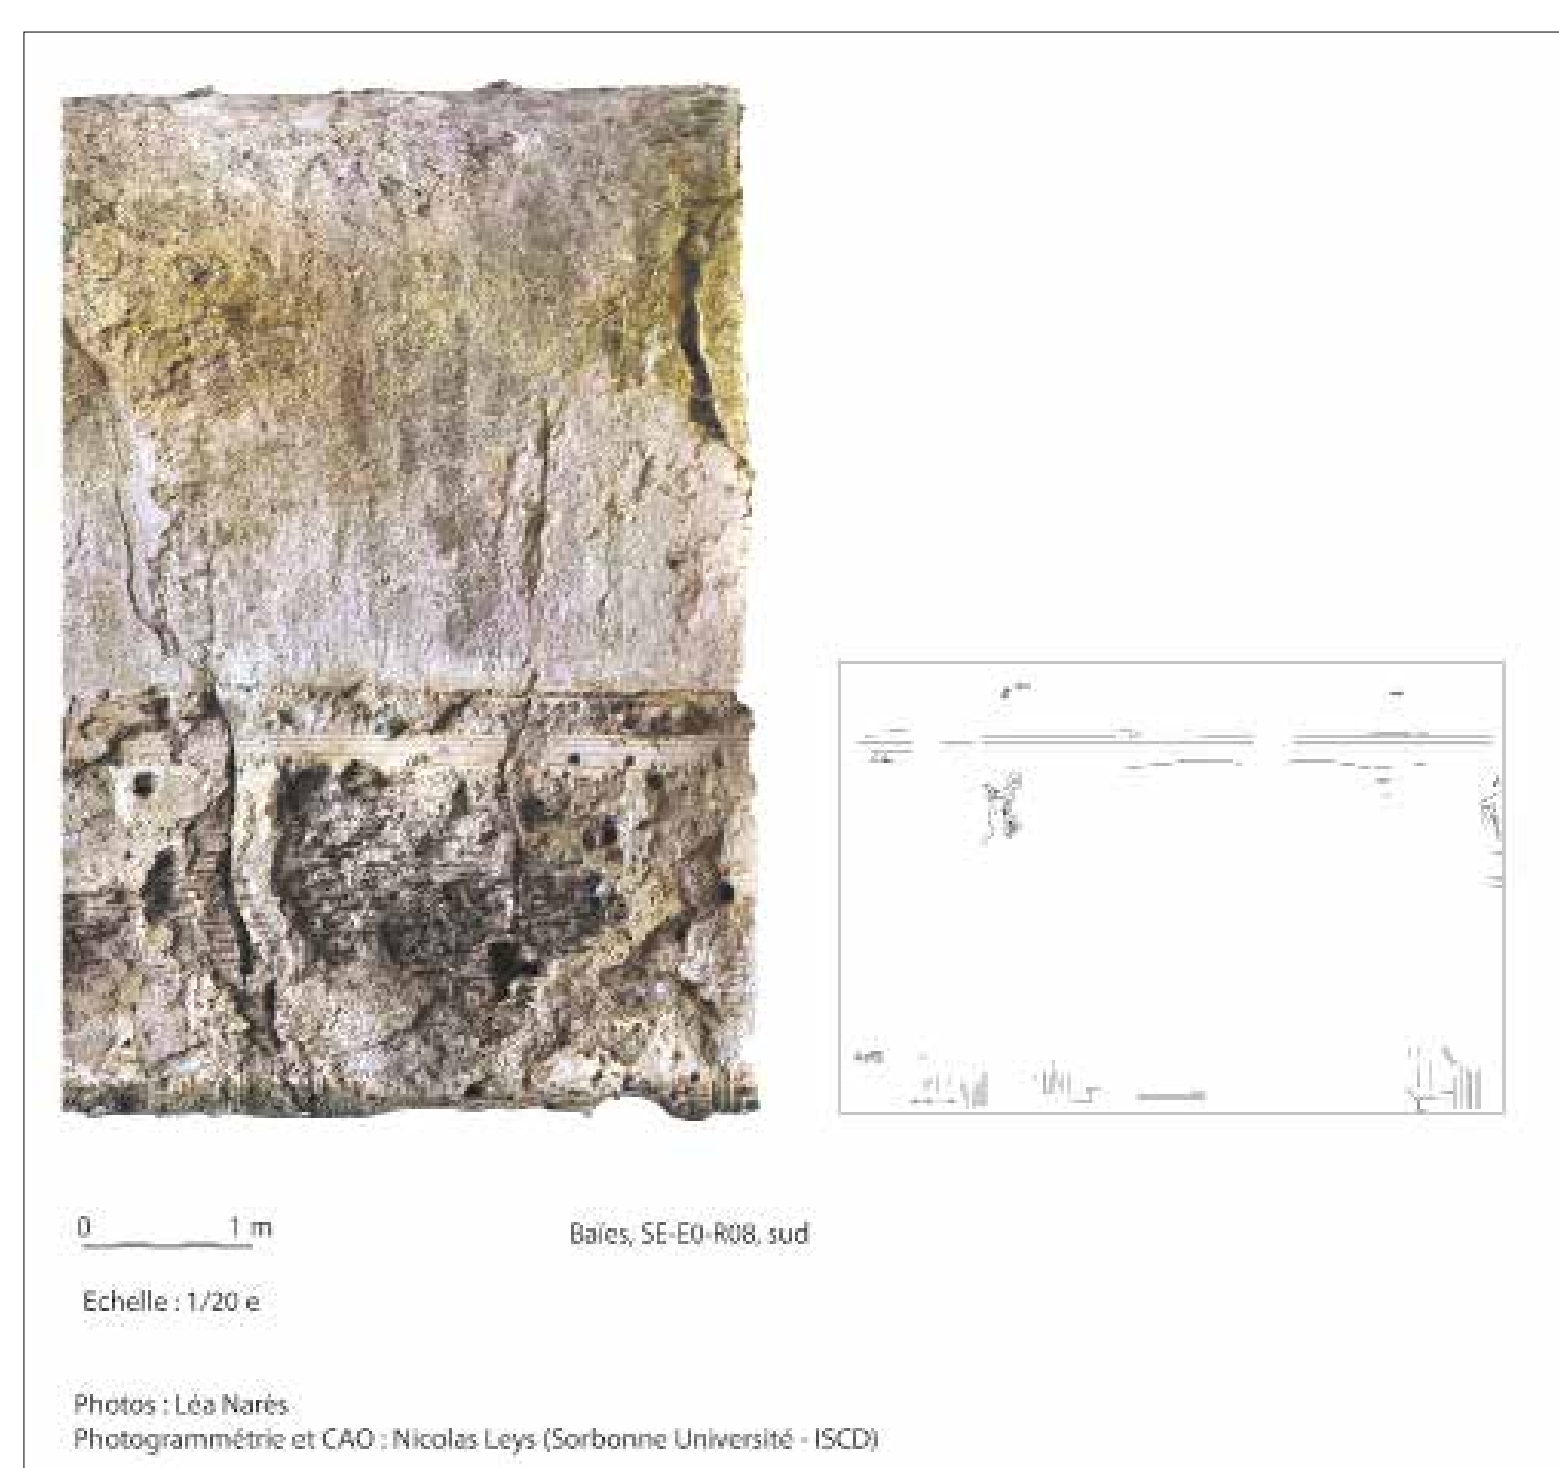 0 1 m
Baïes, SE-E0-R08, sud
Echelle : 1/20 e
Photos : Léa Narès
Photogrammétrie et CAO : Nicolas Leys (Sorbonne Université - ISCD)